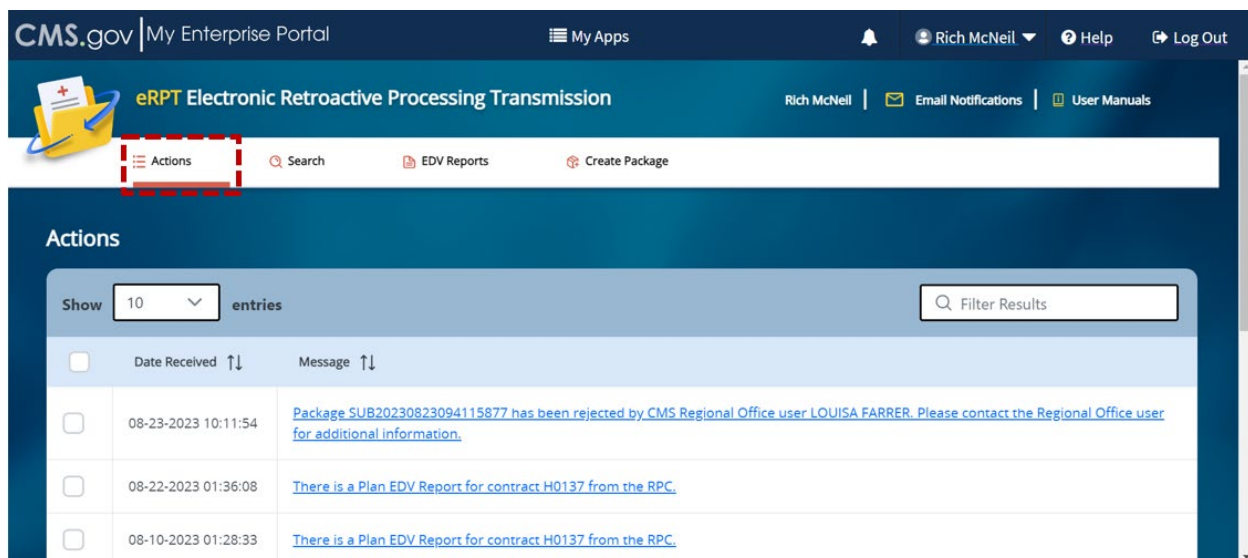 CMS.gov My Enterprise Portal My Apps Rich McNeil Help Log Out
eRPT Electronic Retroactive Processing Transmission Rich McNeil Email Notifications User Manuals
Actions Search EDV Reports Create Package
Actions
Show 10 entries Filter Results
Date Received Message
08-23-2023 10:11:54 Package SUB20230823094115877 has been rejected by CMS Regional Office user LOUISA FARRER. Please contact the Regional Office user
for additional information.
08-22-2023 01:36:08 There is a Plan EDV Report for contract H0137 from the RPC.
08-10-2023 01:28:33 There is a Plan EDV Report for contract H0137 from the RPC.